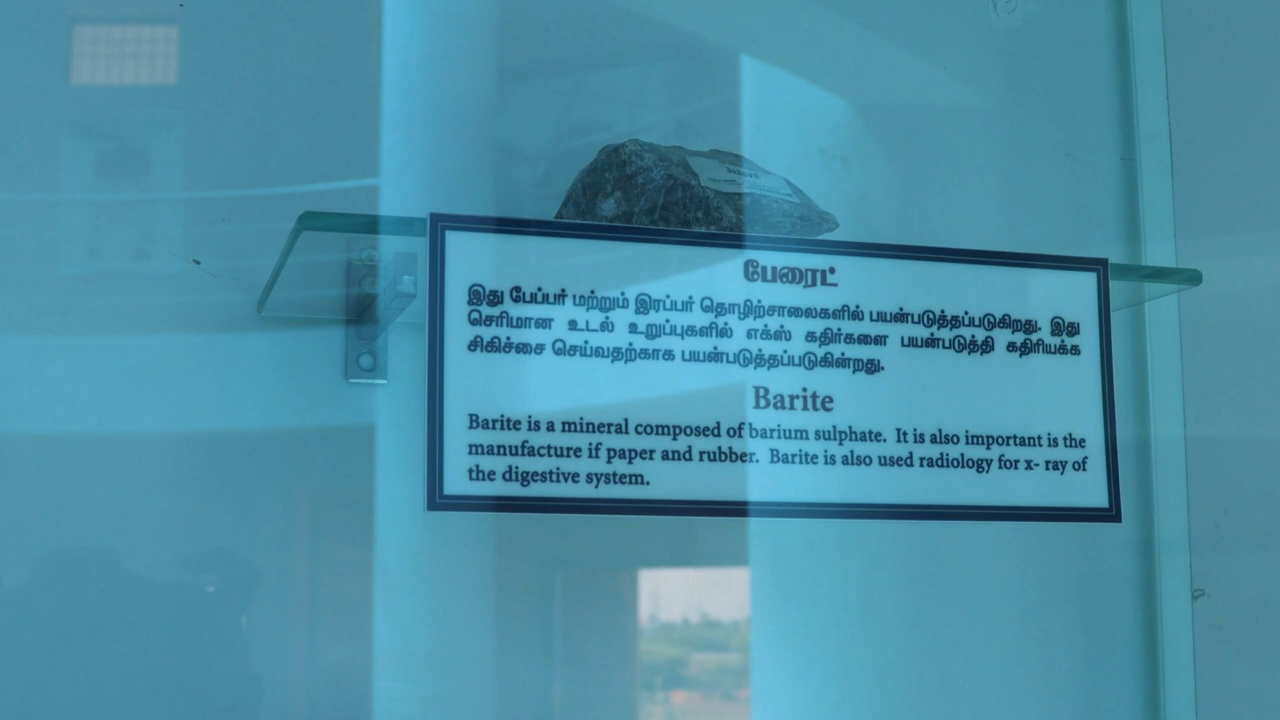 பேரைட்
இது பேப்பர் மற்றும் இரப்பர் தொழிற்சாலைகளில் பயன்படுத்தப்படுகிறது. இது
செரிமான உடல் உறுப்புகளில் எக்ஸ் கதிர்களை பயன்படுத்தி கதிரியக்க
சிகிச்சை செய்வதற்காக பயன்படுத்தப்படுகின்றது.
Barite
Barite is a mineral composed of barium sulphate. It is also important is the
manufacture if paper and rubber. Barite is also used radiology for x- ray of
the digestive system.